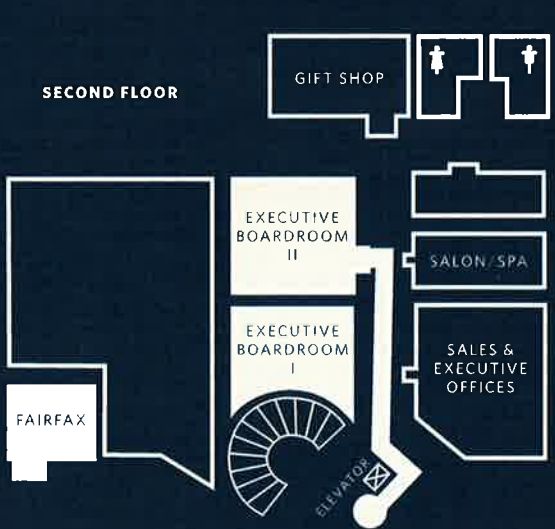 GIFT SHOP
SECOND FLOOR
EXECUTIVE
BOARDROOM
II
SALON/SPA
EXECUTIVE
BOARDROOM
I
SALES &
EXECUTIVE
OFFICES
FAIRFAX
ELEVATOR